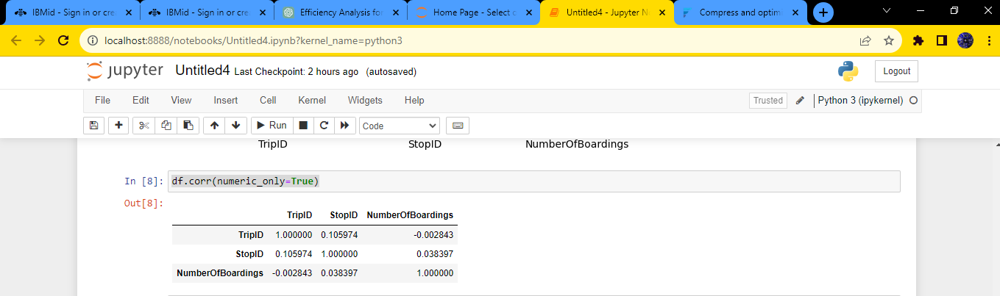 IBMid - Sign in or cre
IBMid - Sign in or cre
Efficiency Analysis for
Home Page - Select o
Untitled4 - Jupyter N
Compress and optim
localhost:8888/notebooks/Untitled4.ipynb?kernel_name=python3
jupyter Untitled4 Last Checkpoint: 2 hours ago (autosaved)
Logout
File Edit View Insert Cell Kernel Widgets Help
Trusted Python 3 (ipykernel)
Run Code
TripID StopID NumberOfBoardings
In [8]: df.corr(numeric_only=True)
Out[8]:
TripID StopID NumberOfBoardings
TripID 1.000000 0.105974 -0.002843
StopID 0.105974 1.000000 0.038397
NumberOfBoardings -0.002843 0.038397 1.000000